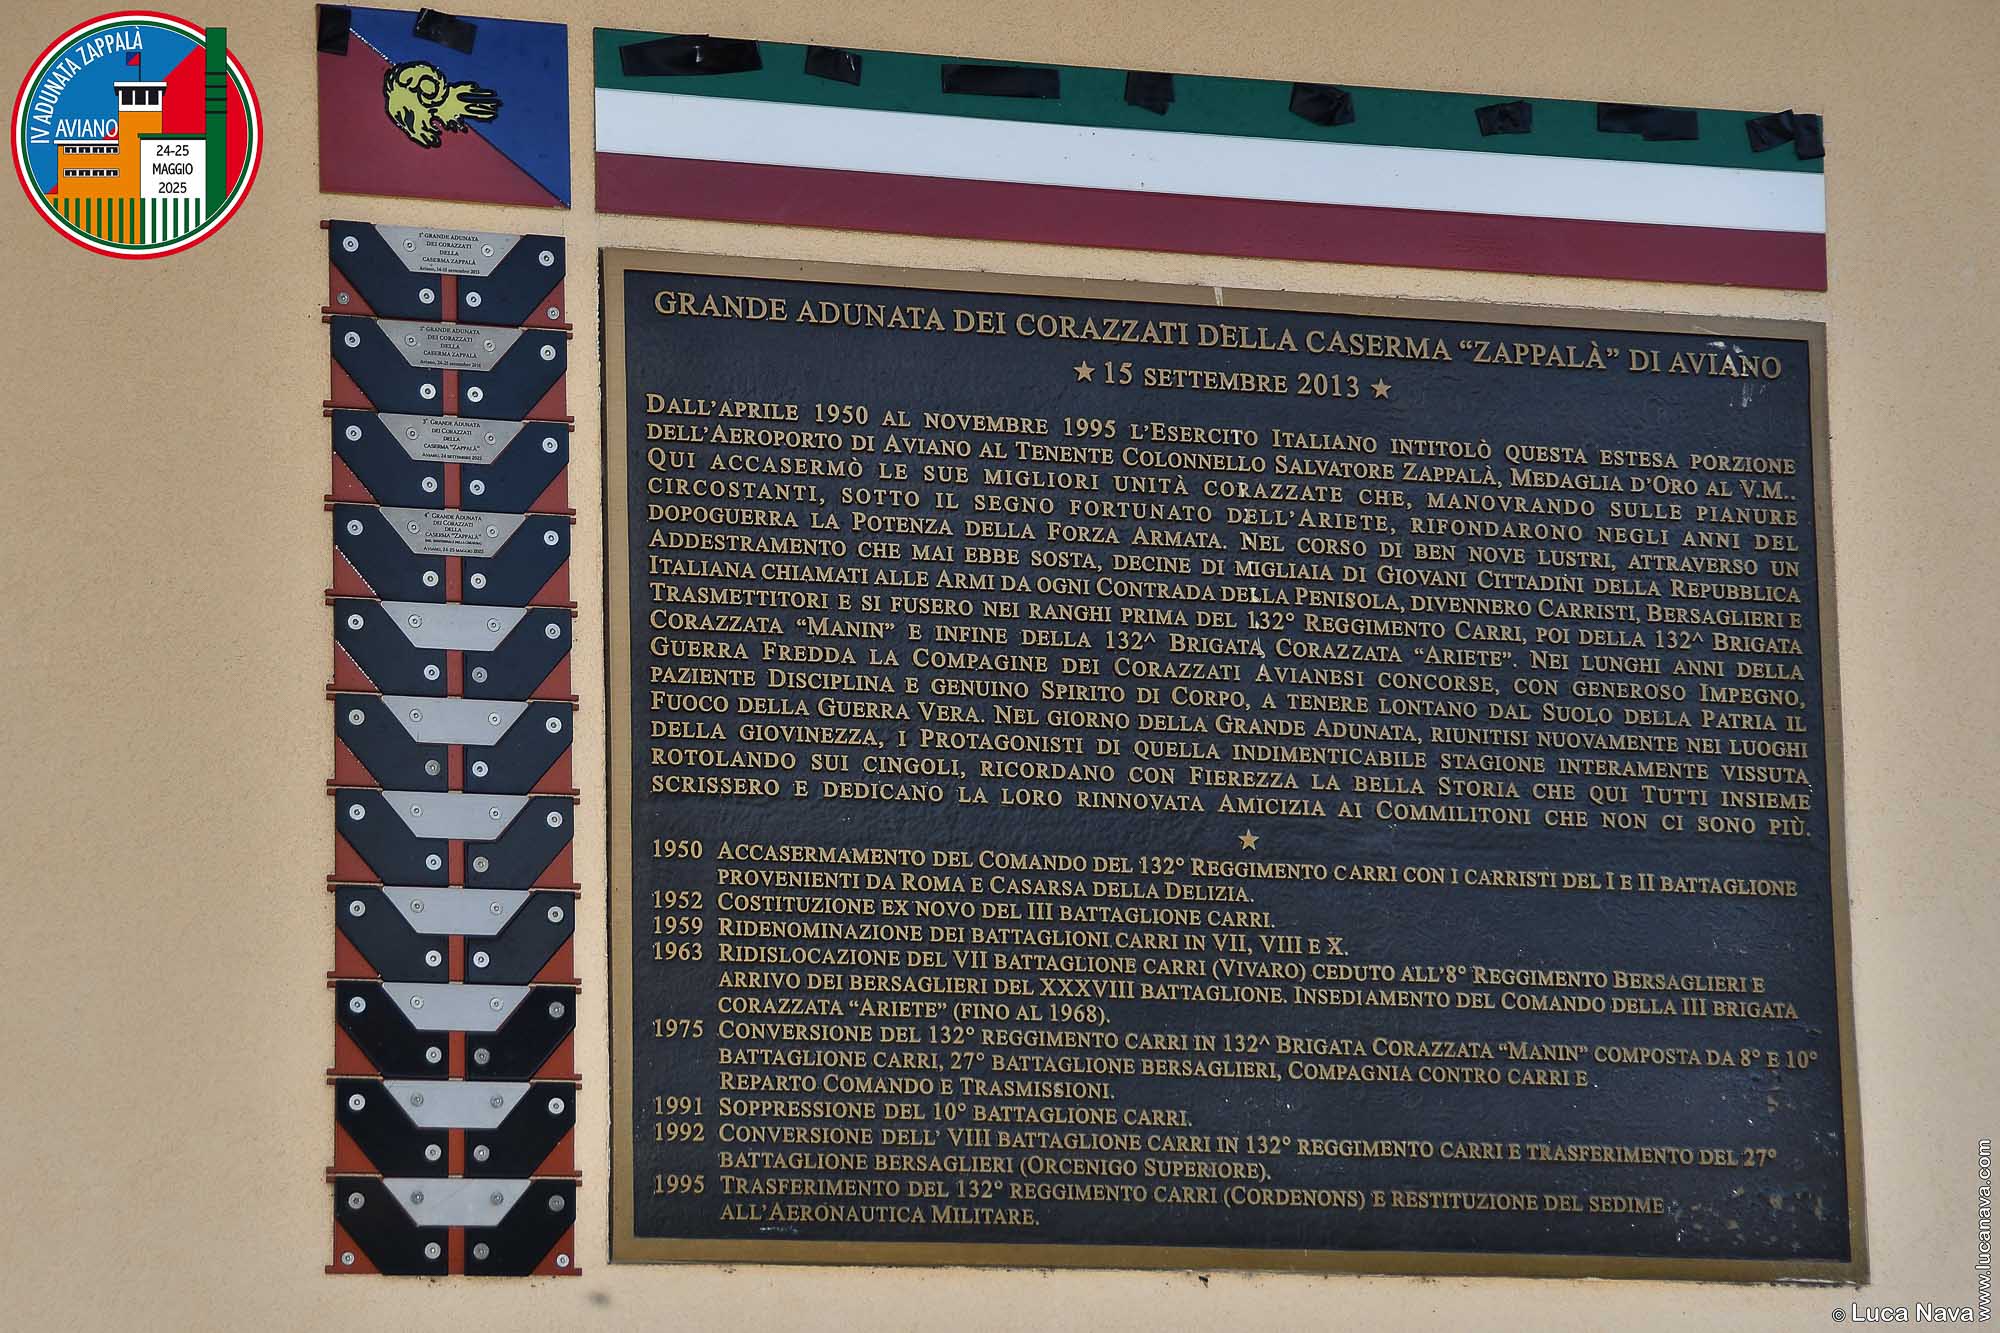 IV ADUNATA ZAPPALÀ
AVIANO
24-25
MAGGIO
2025
1ª GRANDE ADUNATA
DEI CORAZZATI
DELLA
CASERMA ZAPPALÀ
2ª GRANDE ADUNATA
DEI CORAZZATI
DELLA
CASERMA ZAPPALÀ
3ª GRANDE ADUNATA
DEI CORAZZATI
DELLA
CASERMA "ZAPPALÀ"
4ª GRANDE ADUNATA
DEI CORAZZATI
DELLA
CASERMA "ZAPPALÀ"
AVIANO, 24-25 MAGGIO 2025
GRANDE ADUNATA DEI CORAZZATI DELLA CASERMA “ZAPPALÀ” DI AVIANO
★ 15 SETTEMBRE 2013 ★
DALL'APRILE 1950 AL NOVEMBRE 1995 L'ESERCITO ITALIANO INTITOLÒ QUESTA ESTESA PORZIONE
DELL'AEROPORTO DI AVIANO AL TENENTE COLONNELLO SALVATORE ZAPPALÀ, MEDAGLIA D'ORO AL V.M..
QUI ACCASERMÒ LE SUE MIGLIORI UNITÀ CORAZZATE CHE, MANOVRANDO SULLE PIANURE
CIRCOSTANTI, SOTTO IL SEGNO FORTUNATO DELL'ARIETE, RIFONDARONO NEGLI ANNI DEL
DOPOGUERRA LA POTENZA DELLA FORZA ARMATA. NEL CORSO DI BEN NOVE LUSTRI, ATTRAVERSO UN
ADDESTRAMENTO CHE MAI EBBE SOSTA, DECINE DI MIGLIAIA DI GIOVANI CITTADINI DELLA REPUBBLICA
ITALIANA CHIAMATI ALLE ARMI DA OGNI CONTRADA DELLA PENISOLA, DIVENNERO CARRISTI, BERSAGLIERI E
TRASMETTITORI E SI FUSERO NEI RANGHI PRIMA DEL 132° REGGIMENTO CARRI, POI DELLA 132^ BRIGATA
CORAZZATA “MANIN” E INFINE DELLA 132^ BRIGATA CORAZZATA “ARIETE”. NEI LUNGHI ANNI DELLA
GUERRA FREDDA LA COMPAGINE DEI CORAZZATI AVIANESI CONCORSE, CON GENEROSO IMPEGNO,
PAZIENTE DISCIPLINA E GENUINO SPIRITO DI CORPO, A TENERE LONTANO DAL SUOLO DELLA PATRIA IL
FUOCO DELLA GUERRA VERA. NEL GIORNO DELLA GRANDE ADUNATA, RIUNITISI NUOVAMENTE NEI LUOGHI
DELLA GIOVINEZZA, I PROTAGONISTI DI QUELLA INDIMENTICABILE STAGIONE INTERAMENTE VISSUTA
ROTOLANDO SUI CINGOLI, RICORDANO CON FIEREZZA LA BELLA STORIA CHE QUI TUTTI INSIEME
SCRISSERO E DEDICANO LA LORO RINNOVATA AMICIZIA AI COMMILITONI CHE NON CI SONO PIÙ.
★
1950 ACCASERMAMENTO DEL COMANDO DEL 132° REGGIMENTO CARRI CON I CARRISTI DEL I E II BATTAGLIONE
PROVENIENTI DA ROMA E CASARSA DELLA DELIZIA.
1952 COSTITUZIONE EX NOVO DEL III BATTAGLIONE CARRI.
1959 RIDENOMINAZIONE DEI BATTAGLIONI CARRI IN VII, VIII E X.
1963 RIDISLOCAZIONE DEL VII BATTAGLIONE CARRI (VIVARO) CEDUTO ALL'8° REGGIMENTO BERSAGLIERI E
ARRIVO DEI BERSAGLIERI DEL XXXVIII BATTAGLIONE. INSEDIAMENTO DEL COMANDO DELLA III BRIGATA
CORAZZATA “ARIETE” (FINO AL 1968).
1975 CONVERSIONE DEL 132° REGGIMENTO CARRI IN 132^ BRIGATA CORAZZATA “MANIN” COMPOSTA DA 8° E 10°
BATTAGLIONE CARRI, 27° BATTAGLIONE BERSAGLIERI, COMPAGNIA CONTRO CARRI E
REPARTO COMANDO E TRASMISSIONI.
1991 SOPPRESSIONE DEL 10° BATTAGLIONE CARRI.
1992 CONVERSIONE DELL' VIII BATTAGLIONE CARRI IN 132° REGGIMENTO CARRI E TRASFERIMENTO DEL 27°
BATTAGLIONE BERSAGLIERI (ORCENIGO SUPERIORE).
1995 TRASFERIMENTO DEL 132° REGGIMENTO CARRI (CORDENONS) E RESTITUZIONE DEL SEDIME
ALL'AERONAUTICA MILITARE.
© Luca Nava www.lucanava.com